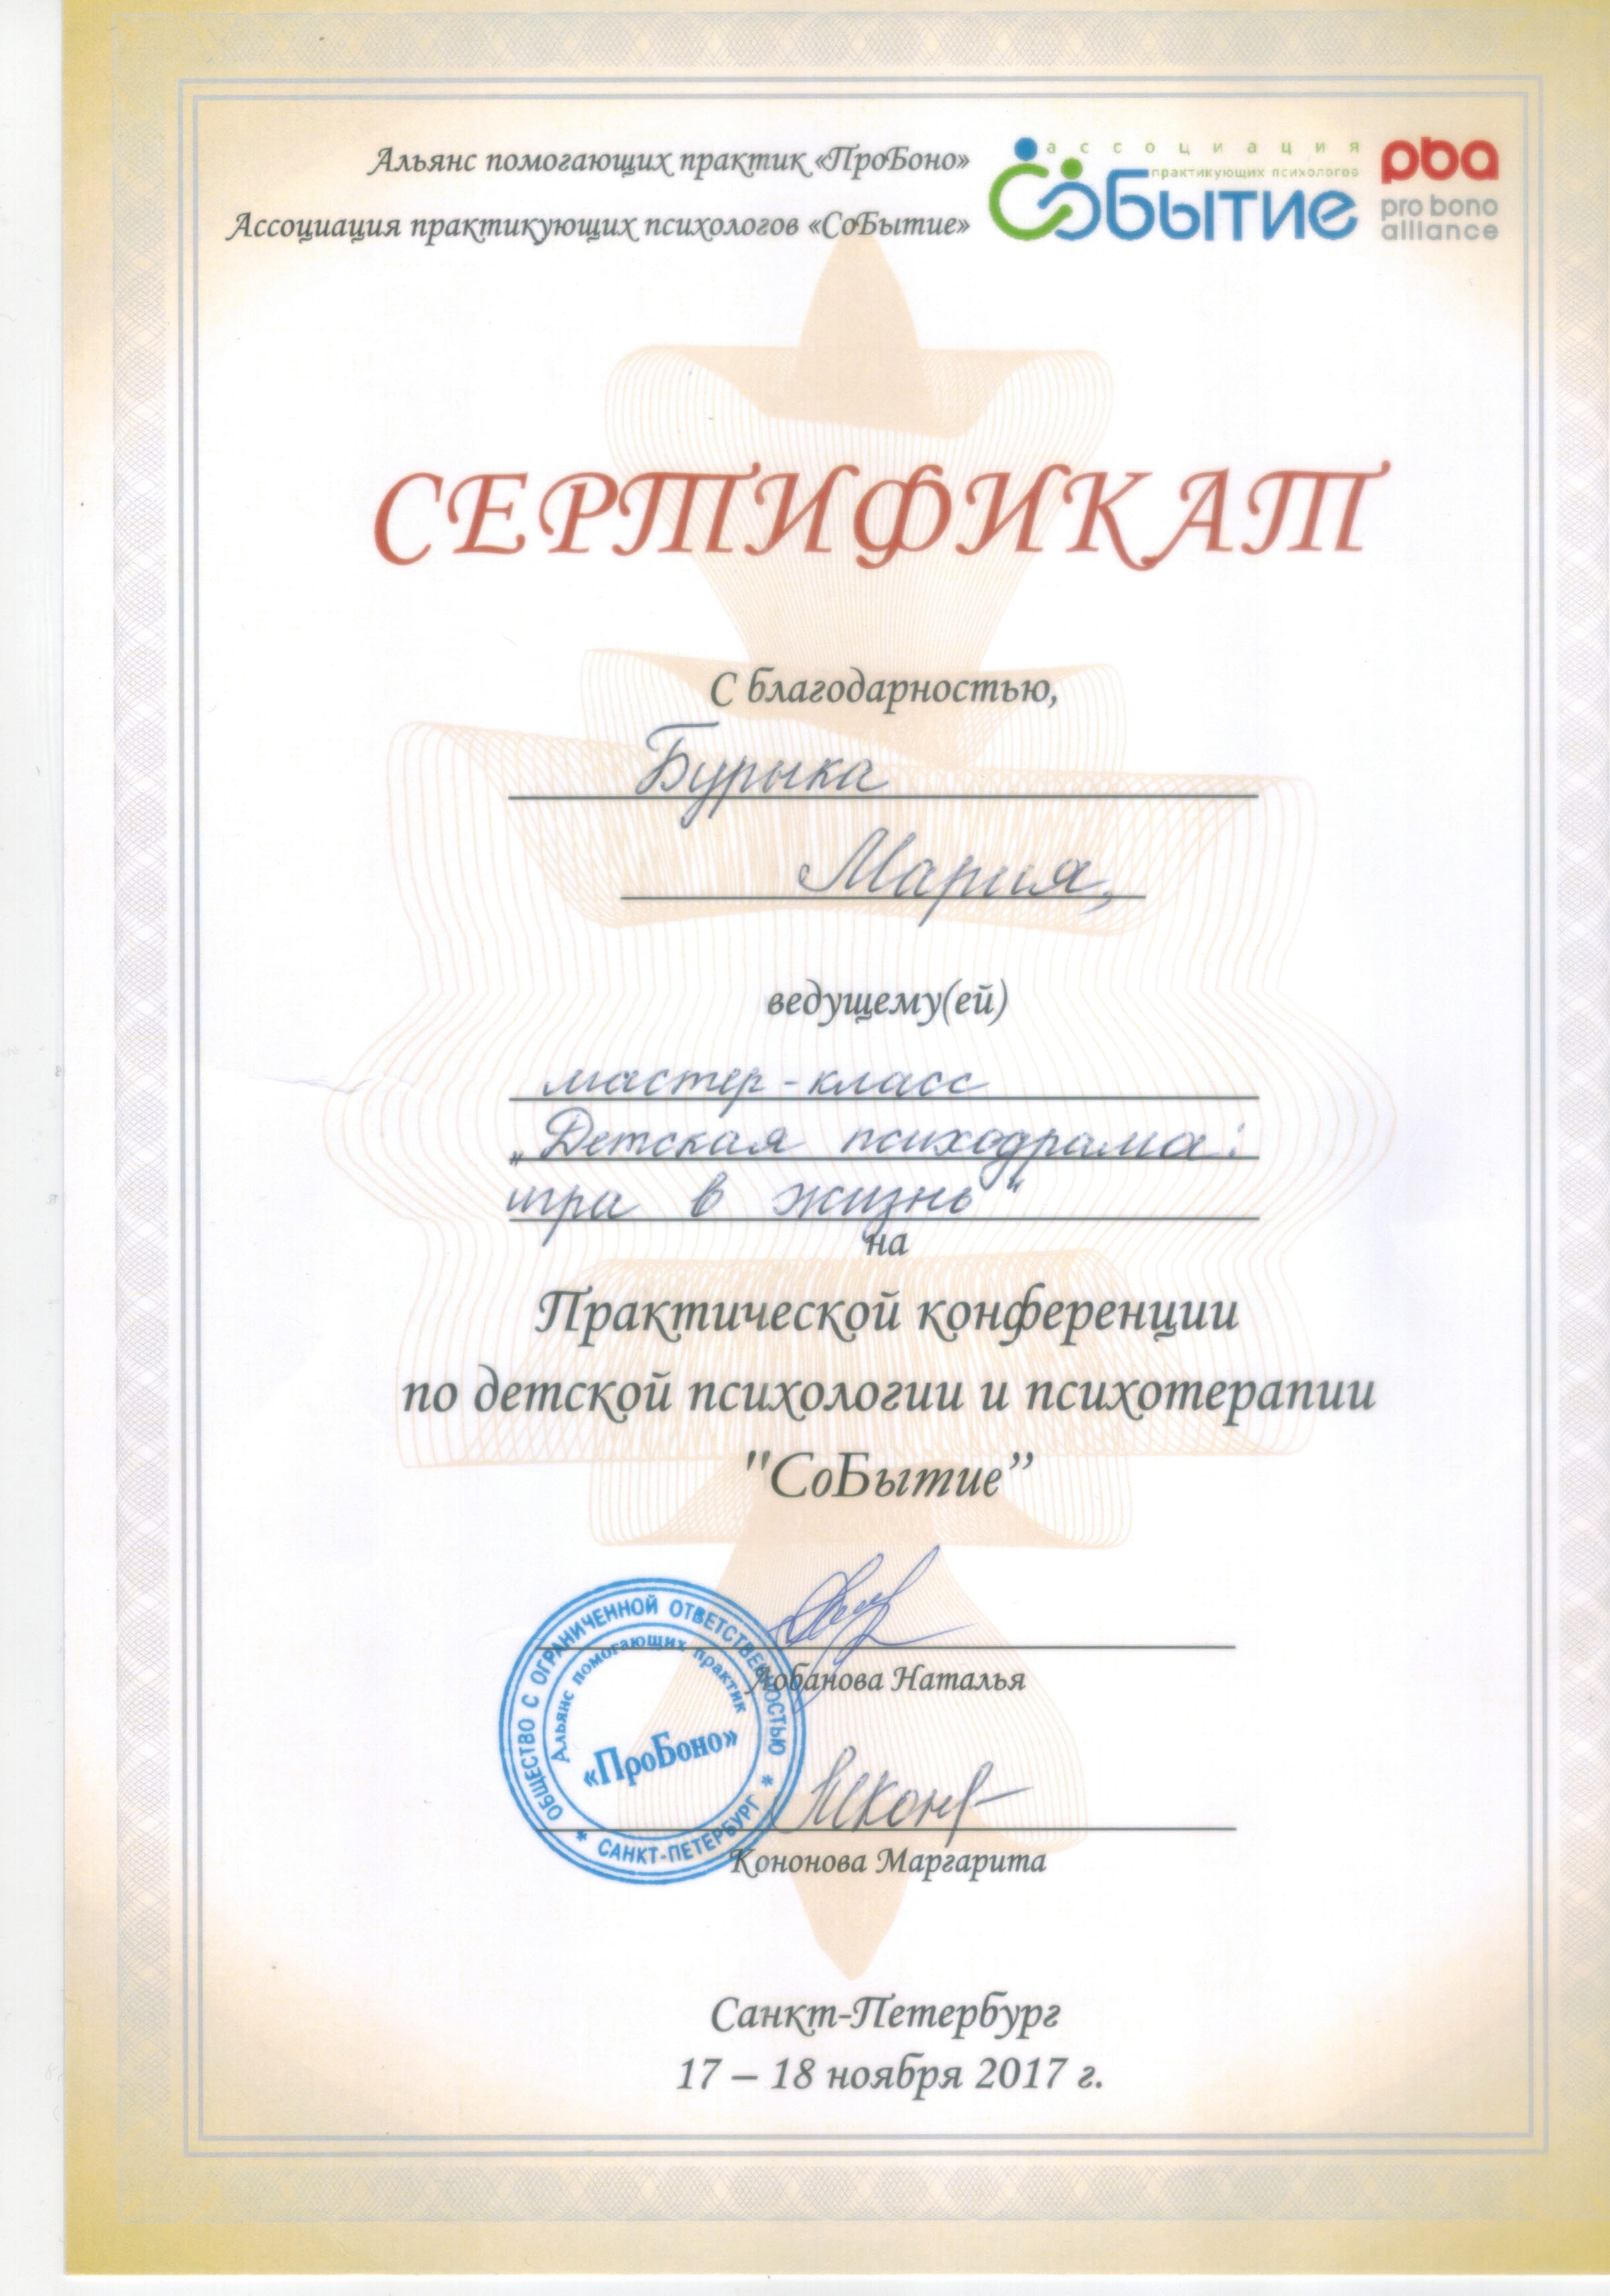 Альянс помогающих практик «ПроБоно»
Ассоциация практикующих психологов «СоБытие»
ассоциация
практикующих психологов
Событие
pba
pro bono
alliance
СЕРТИФИКАТ
С благодарностью,
Бурыка
Мария,
ведущему(ей)
мастер-класс
„Детская психодрама:
игра в жизнь“
на
Практической конференции
по детской психологии и психотерапии
"СоБытие”
Лобанова Наталья
Кононова Маргарита
ОБЩЕСТВО С ОГРАНИЧЕННОЙ ОТВЕТСТВЕННОСТЬЮ
Альянс помогающих практик
«ПроБоно»
* САНКТ-ПЕТЕРБУРГ *
Санкт-Петербург
17 – 18 ноября 2017 г.